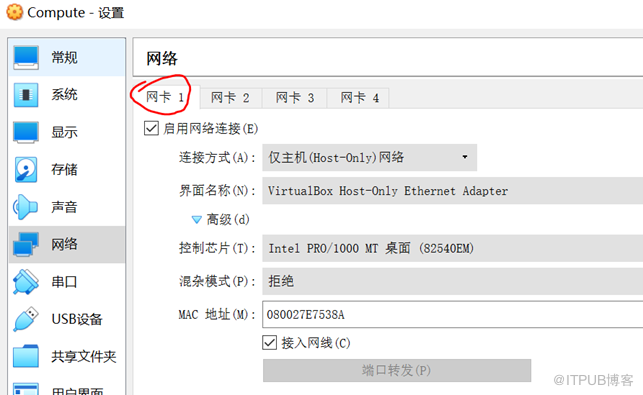 Compute - 设置
常规
系统
显示
存储
声音
网络
串口
USB设备
共享文件夹
用户界面
网络
网卡 1 网卡 2 网卡 3 网卡 4
启用网络连接(E)
连接方式(A): 仅主机(Host-Only)网络
界面名称(N): VirtualBox Host-Only Ethernet Adapter
高级(d)
控制芯片(T): Intel PRO/1000 MT 桌面 (82540EM)
混杂模式(P): 拒绝
MAC 地址(M): 080027E7538A
接入网线(C)
端口转发(P)
@ITPUB博客